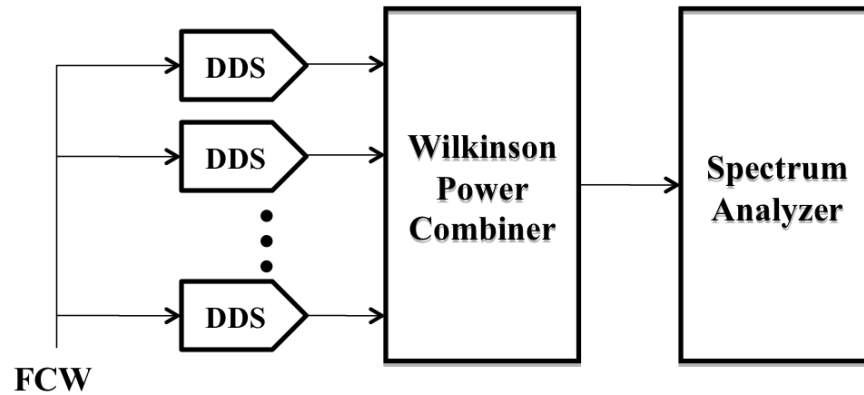 DDS
DDS
DDS
Wilkinson
Power
Combiner
Spectrum
Analyzer
FCW